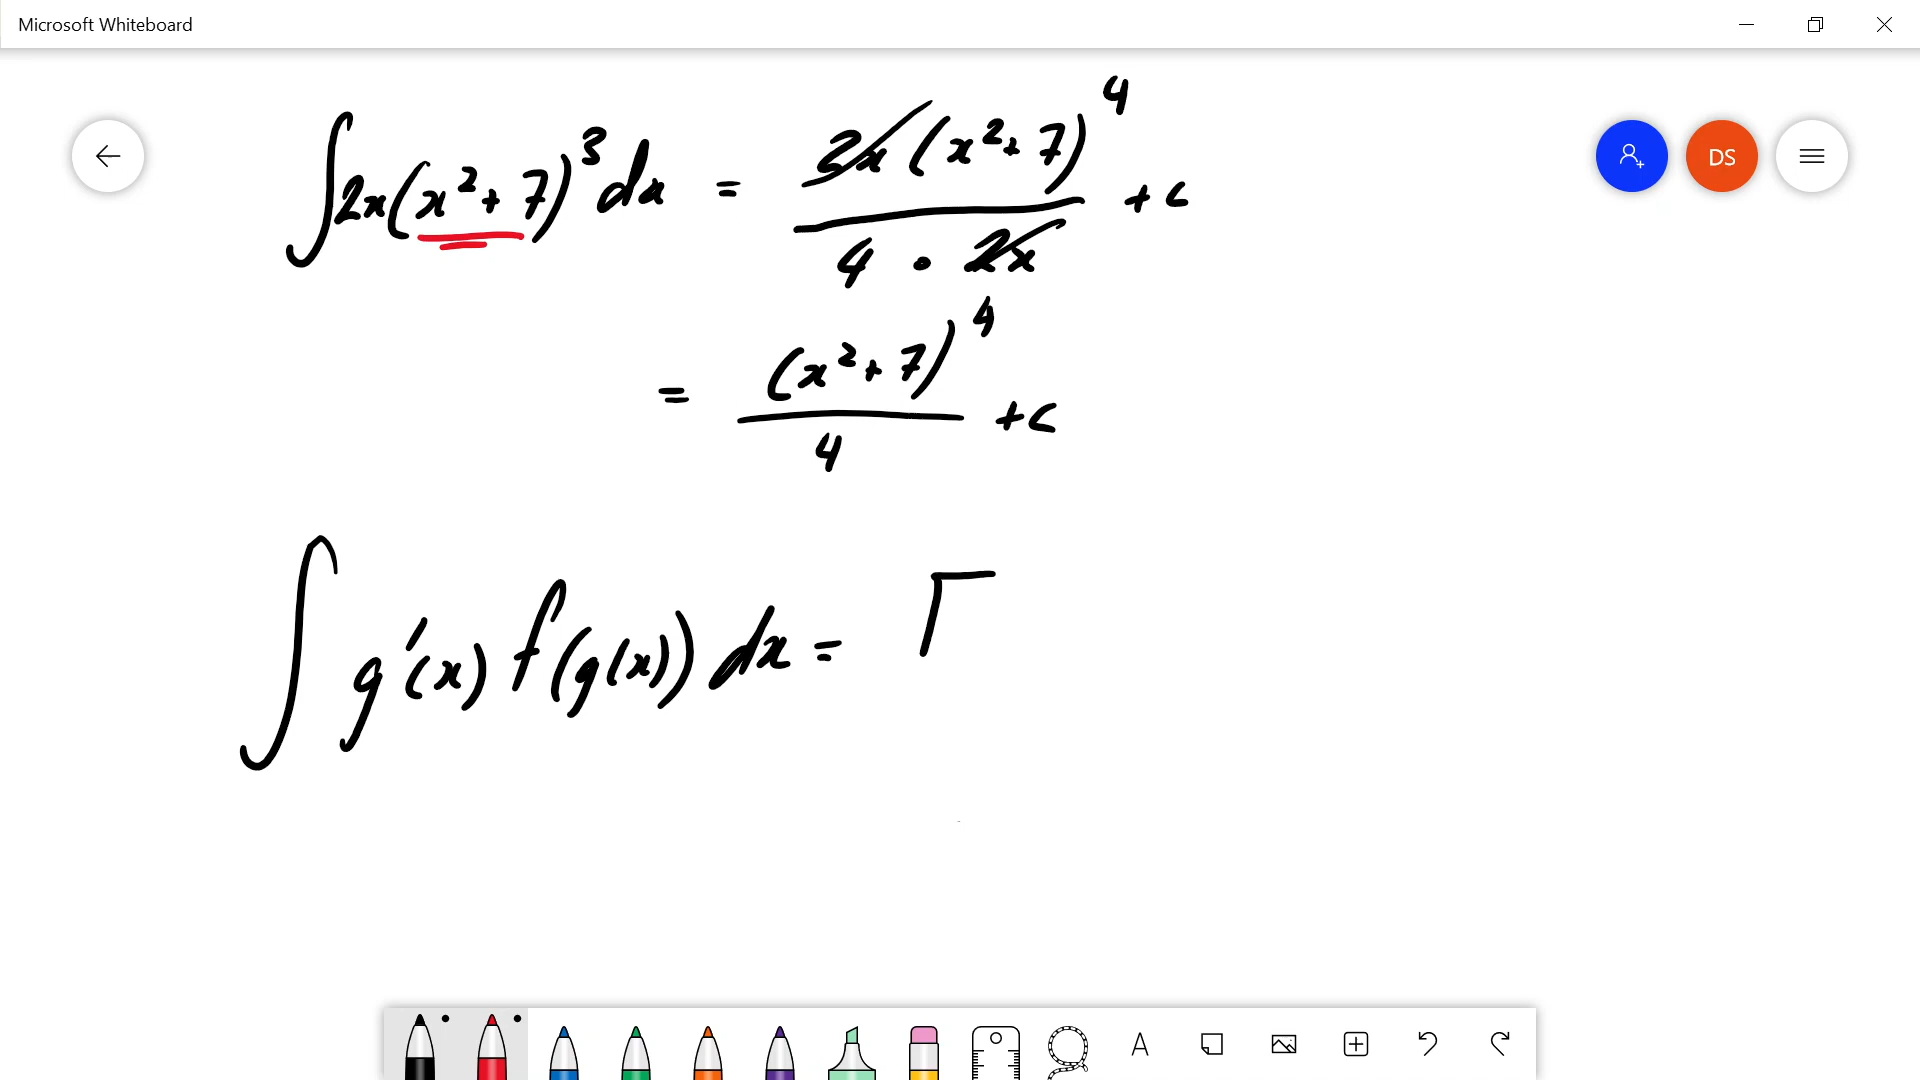 Microsoft Whiteboard
∫2x(x²+7)³dx = 2x(x²+7)⁴ / 4 · 2x + c
DS
= (x²+7)⁴ / 4 + c
∫g'(x) f(g(x)) dx = Γ
A